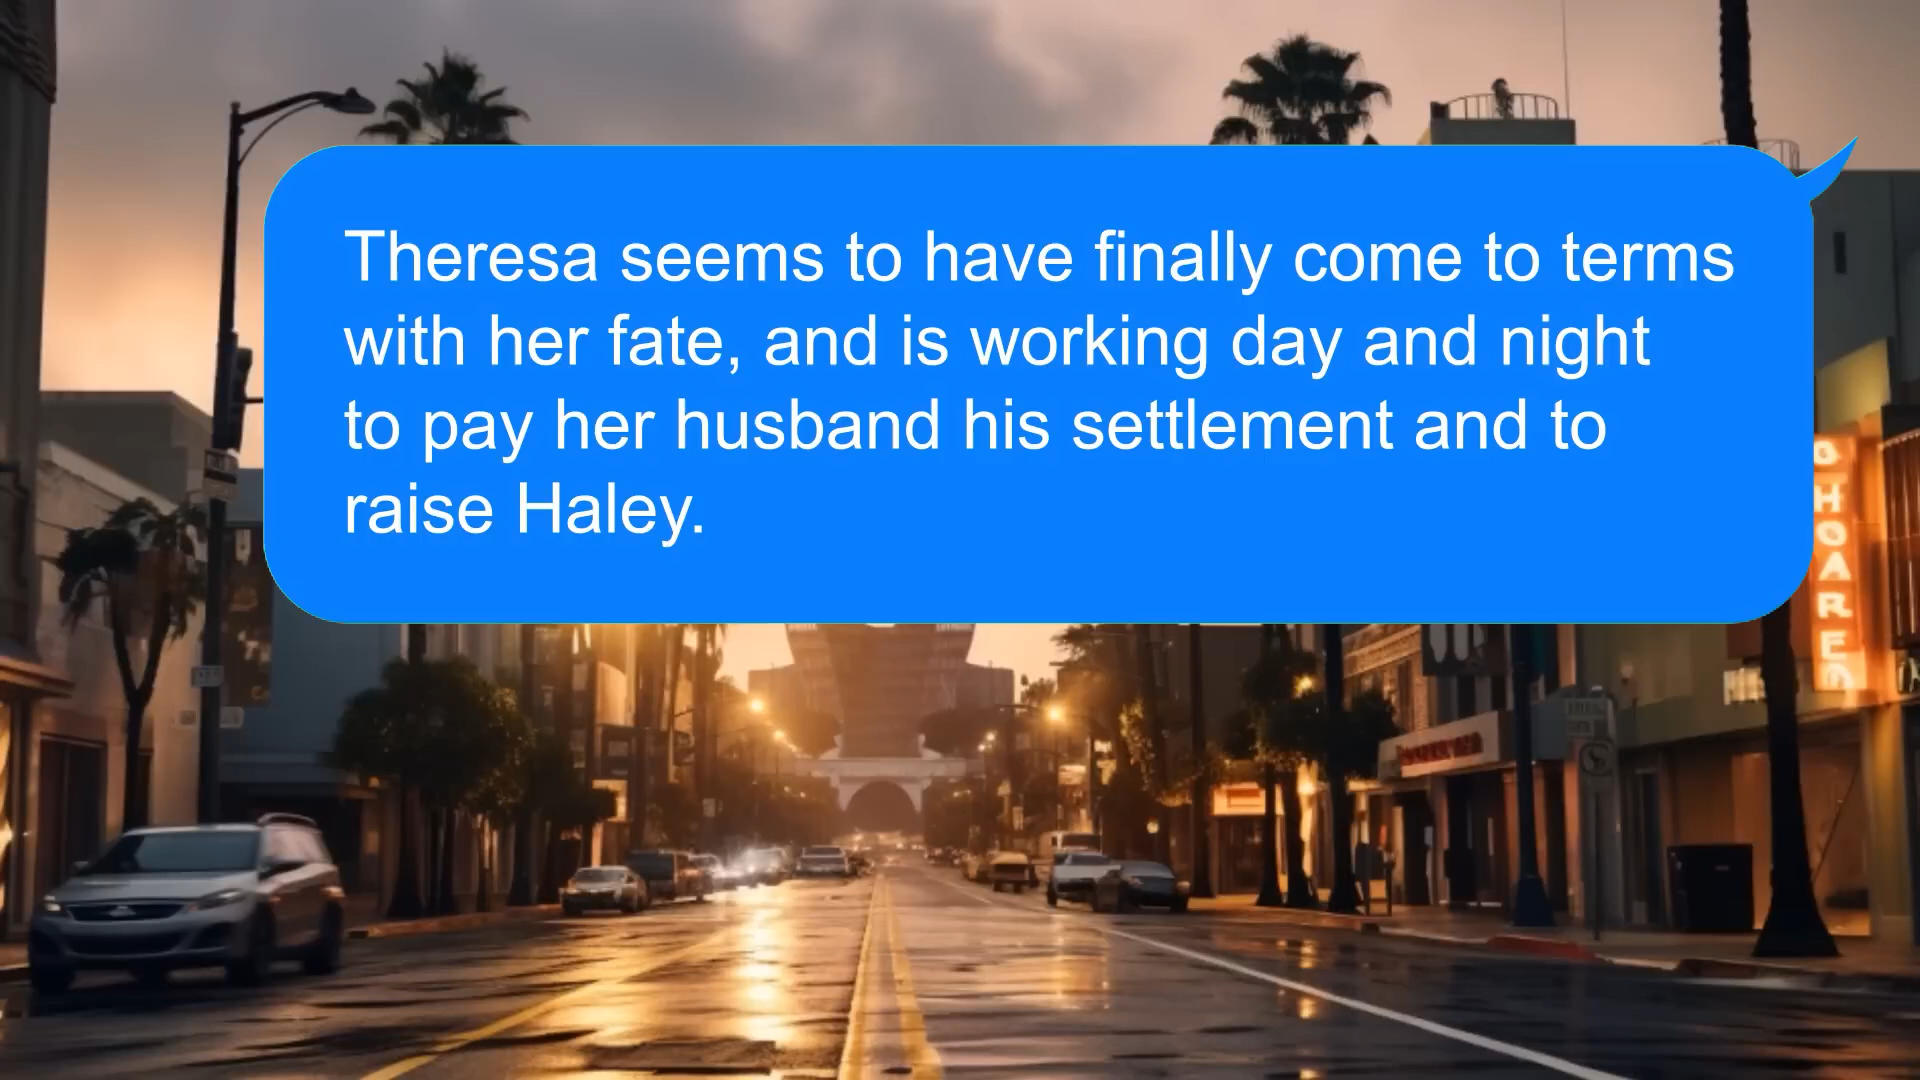 Theresa seems to have finally come to terms
with her fate, and is working day and night
to pay her husband his settlement and to
raise Haley.